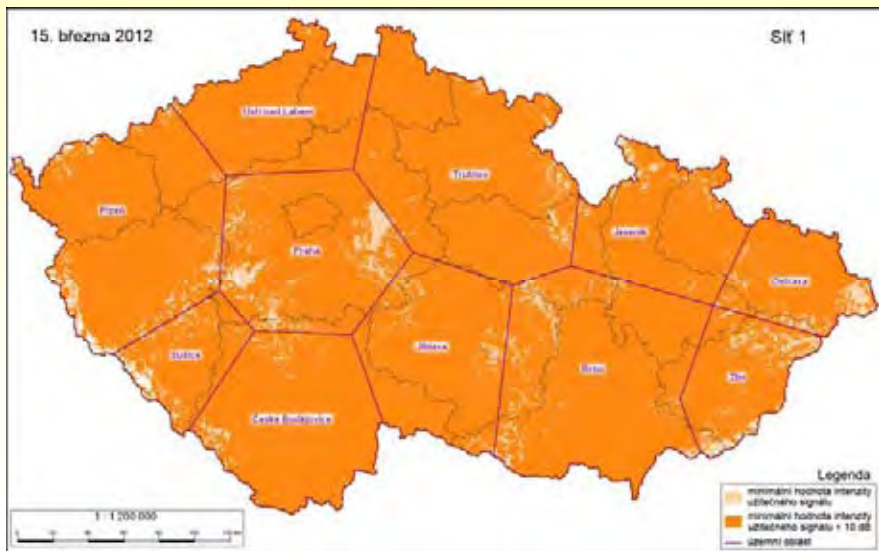 15. března 2012
Síť 1
Ústí nad Labem
Trutnov
Plzeň
Jeseník
Praha
Ostrava
Sušice
Jihlava
Brno
Zlín
České Budějovice
Legenda
minimální hodnota intenzity
užitečného signálu
minimální hodnota intenzity
užitečného signálu + 10 dB
územní oblast
1 : 1 200 000